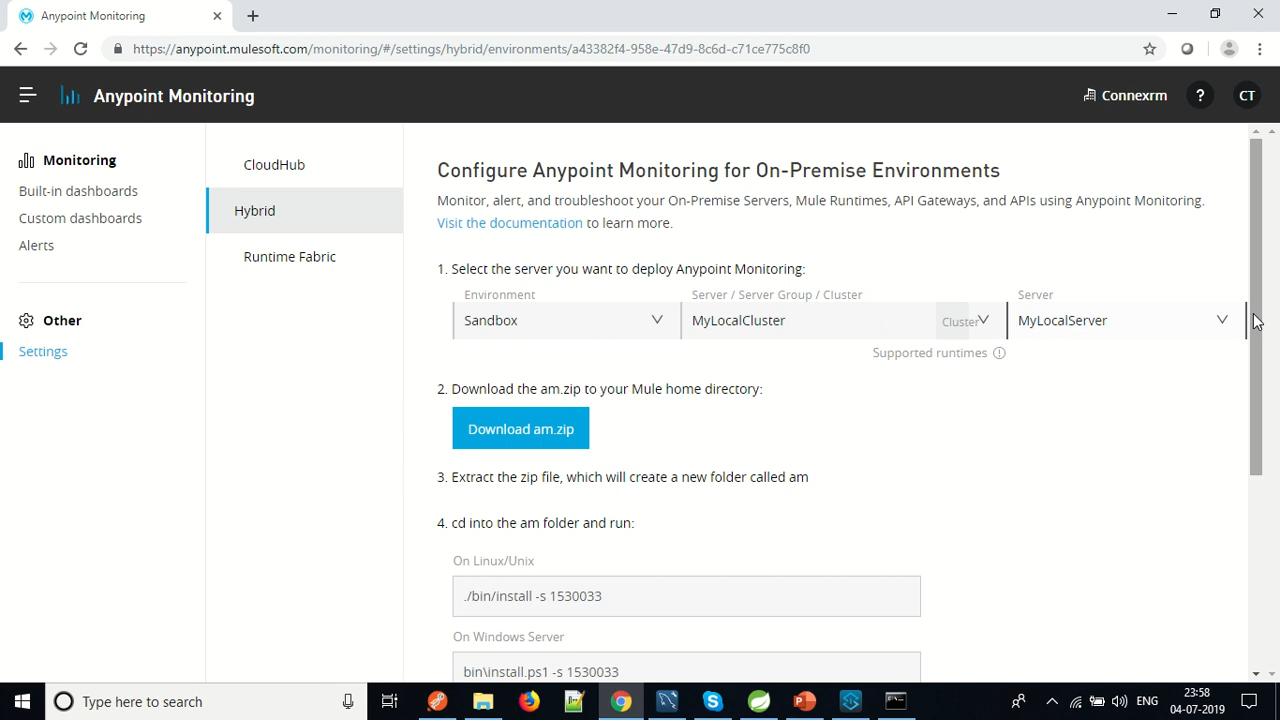 Anypoint Monitoring
https://anypoint.mulesoft.com/monitoring/#/settings/hybrid/environments/a43382f4-958e-47d9-8c6d-c71ce775c8f0
Anypoint Monitoring
Connexrm
?
CT
Monitoring
Built-in dashboards
Custom dashboards
Alerts
Other
Settings
CloudHub
Hybrid
Runtime Fabric
Configure Anypoint Monitoring for On-Premise Environments
Monitor, alert, and troubleshoot your On-Premise Servers, Mule Runtimes, API Gateways, and APIs using Anypoint Monitoring.
Visit the documentation to learn more.
1. Select the server you want to deploy Anypoint Monitoring:
Environment
Server / Server Group / Cluster
Server
Sandbox
MyLocalCluster
Cluster
MyLocalServer
Supported runtimes
2. Download the am.zip to your Mule home directory:
Download am.zip
3. Extract the zip file, which will create a new folder called am
4. cd into the am folder and run:
On Linux/Unix
./bin/install -s 1530033
On Windows Server
bin\install.ps1 -s 1530033
Type here to search
ENG
23:58
04-07-2019